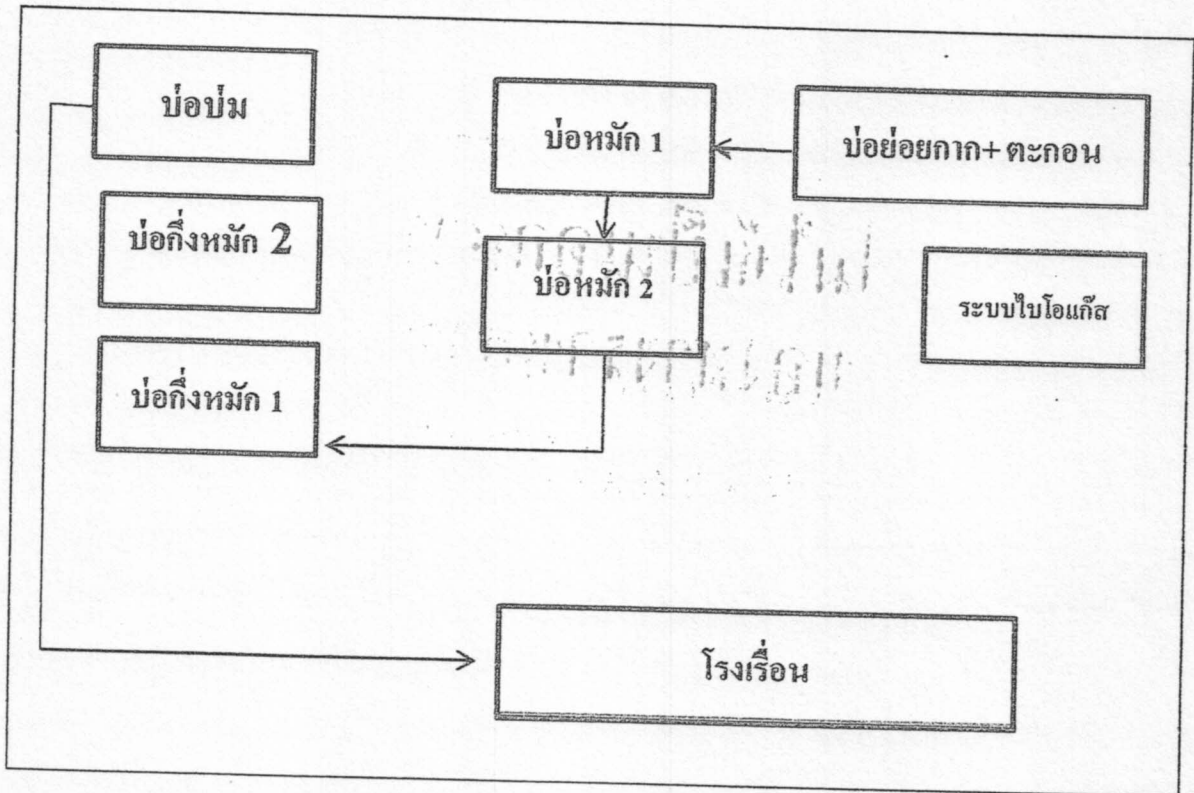 บ่อบ่ม
บ่อหมัก 1
บ่อย่อยกาก+ตะกอน
บ่อกึ่งหมัก 2
บ่อหมัก 2
ระบบไบโอแก๊ส
บ่อกึ่งหมัก 1
โรงเรื่อน